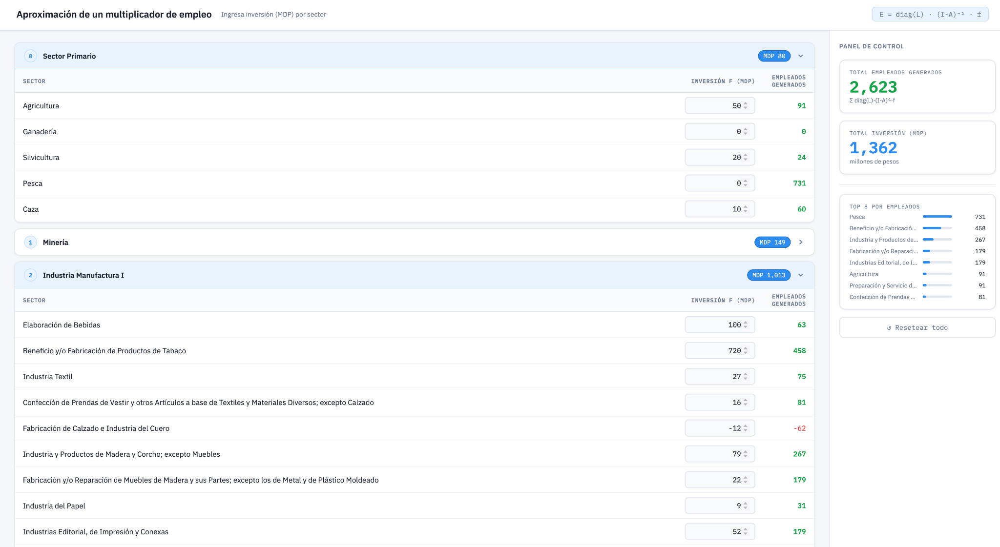 Aproximación de un multiplicador de empleo Ingresa inversión (MDP) por sector E = diag(L) · (I-A)⁻¹ · f
0 Sector Primario MDP 80
SECTOR INVERSIÓN F (MDP) EMPLEADOS GENERADOS
Agricultura 50 91
Ganadería 0 0
Silvicultura 20 24
Pesca 0 731
Caza 10 60
1 Minería MDP 149
2 Industria Manufactura I MDP 1,013
SECTOR INVERSIÓN F (MDP) EMPLEADOS GENERADOS
Elaboración de Bebidas 100 63
Beneficio y/o Fabricación de Productos de Tabaco 720 458
Industria Textil 27 75
Confección de Prendas de Vestir y otros Artículos a base de Textiles y Materiales Diversos; excepto Calzado 16 81
Fabricación de Calzado e Industria del Cuero -12 -62
Industria y Productos de Madera y Corcho; excepto Muebles 79 267
Fabricación y/o Reparación de Muebles de Madera y sus Partes; excepto los de Metal y de Plástico Moldeado 22 179
Industria del Papel 9 31
Industrias Editorial, de Impresión y Conexas 52 179
PANEL DE CONTROL
TOTAL EMPLEADOS GENERADOS
2,623
Σ diag(L)·(I-A)⁻¹·f
TOTAL INVERSIÓN (MDP)
1,362
millones de pesos
TOP 8 POR EMPLEADOS
Pesca 731
Beneficio y/o Fabricació... 458
Industria y Productos de... 267
Fabricación y/o Reparaci... 179
Industrias Editorial, de I... 179
Agricultura 91
Preparación y Servicio d... 91
Confección de Prendas ... 81
↺ Resetear todo